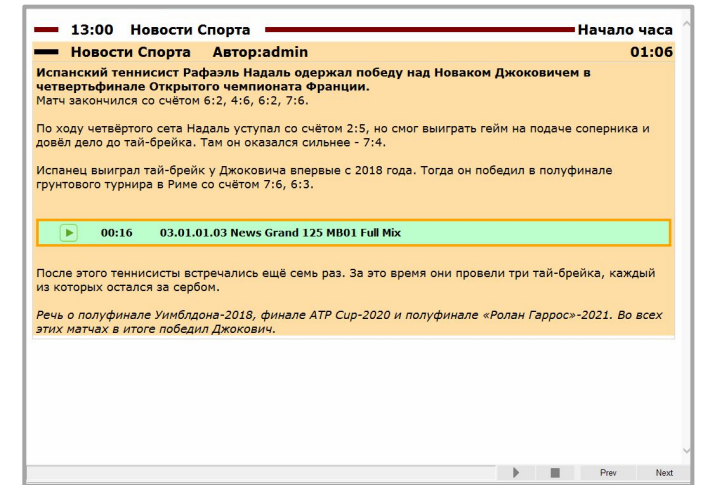 13:00 Новости Спорта Начало часа
Новости Спорта Автор:admin 01:06
Испанский теннисист Рафаэль Надаль одержал победу над Новаком Джоковичем в
четвертьфинале Открытого чемпионата Франции.
Матч закончился со счётом 6:2, 4:6, 6:2, 7:6.
По ходу четвёртого сета Надаль уступал со счётом 2:5, но смог выиграть гейм на подаче соперника и
довёл дело до тай-брейка. Там он оказался сильнее - 7:4.
Испанец выиграл тай-брейк у Джоковича впервые с 2018 года. Тогда он победил в полуфинале
грунтового турнира в Риме со счётом 7:6, 6:3.
00:16 03.01.01.03 News Grand 125 MB01 Full Mix
После этого теннисисты встречались ещё семь раз. За это время они провели три тай-брейка, каждый
из которых остался за сербом.
Речь о полуфинале Уимблдона-2018, финале ATP Cup-2020 и полуфинале «Ролан Гаррос»-2021. Во всех
этих матчах в итоге победил Джокович.
Prev Next